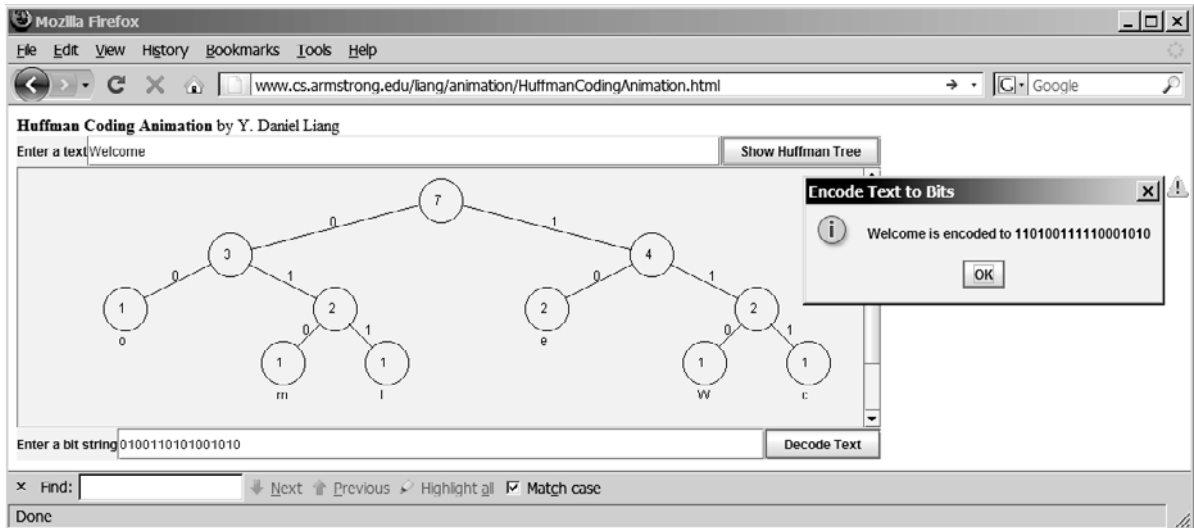 Mozilla Firefox
File Edit View History Bookmarks Tools Help
www.cs.armstrong.edu/liang/animation/HuffmanCodingAnimation.html
G Google
Huffman Coding Animation by Y. Daniel Liang
Enter a text Welcome Show Huffman Tree
7
0 1
3 4
0 1 0 1
1 2 2 2
o 0 1 e 0 1
1 1 1 1
m l W c
Encode Text to Bits
Welcome is encoded to 110100111110001010
OK
Enter a bit string 0100110101001010 Decode Text
Find: Next Previous Highlight all Match case
Done